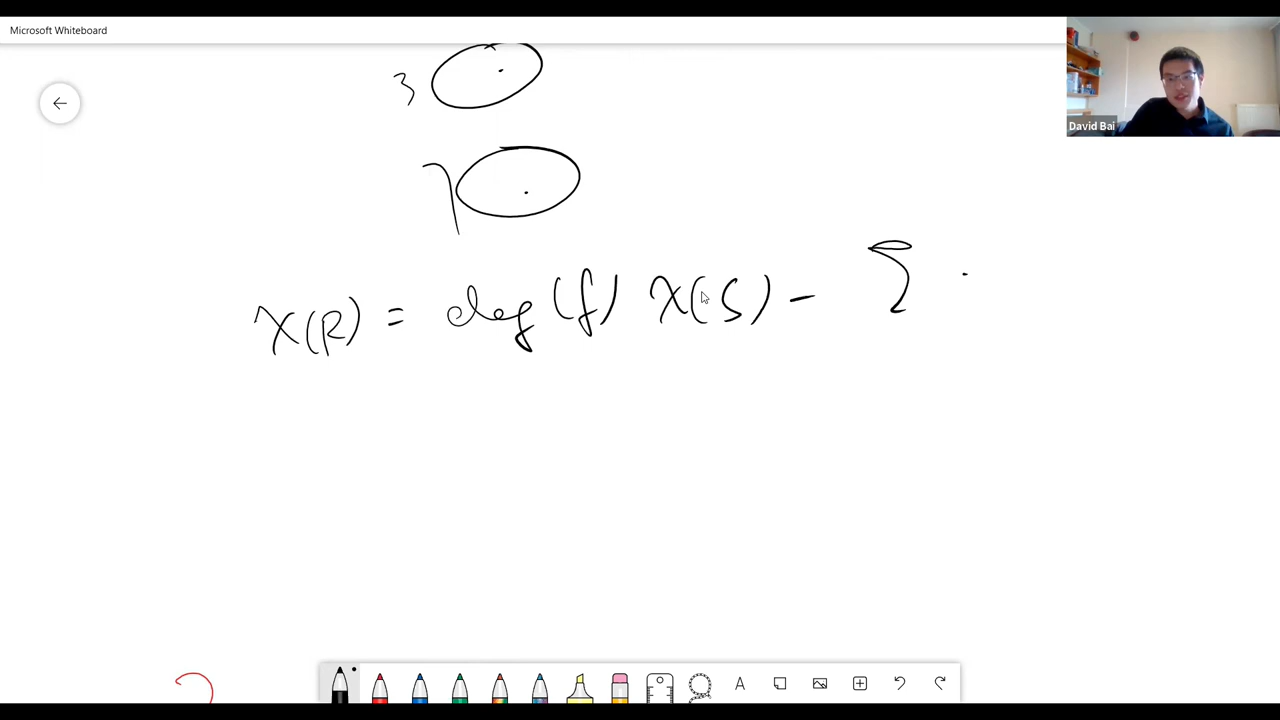 Microsoft Whiteboard
David Bai
3
χ(R) = deg(f) χ(S) - Σ
A